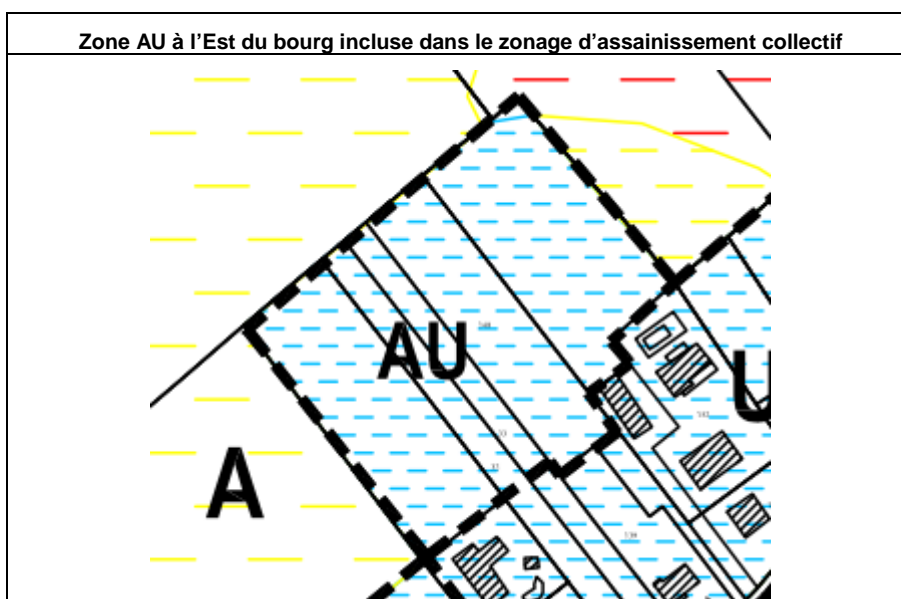 Zone AU à l'Est du bourg incluse dans le zonage d'assainissement collectif
AU
U
A